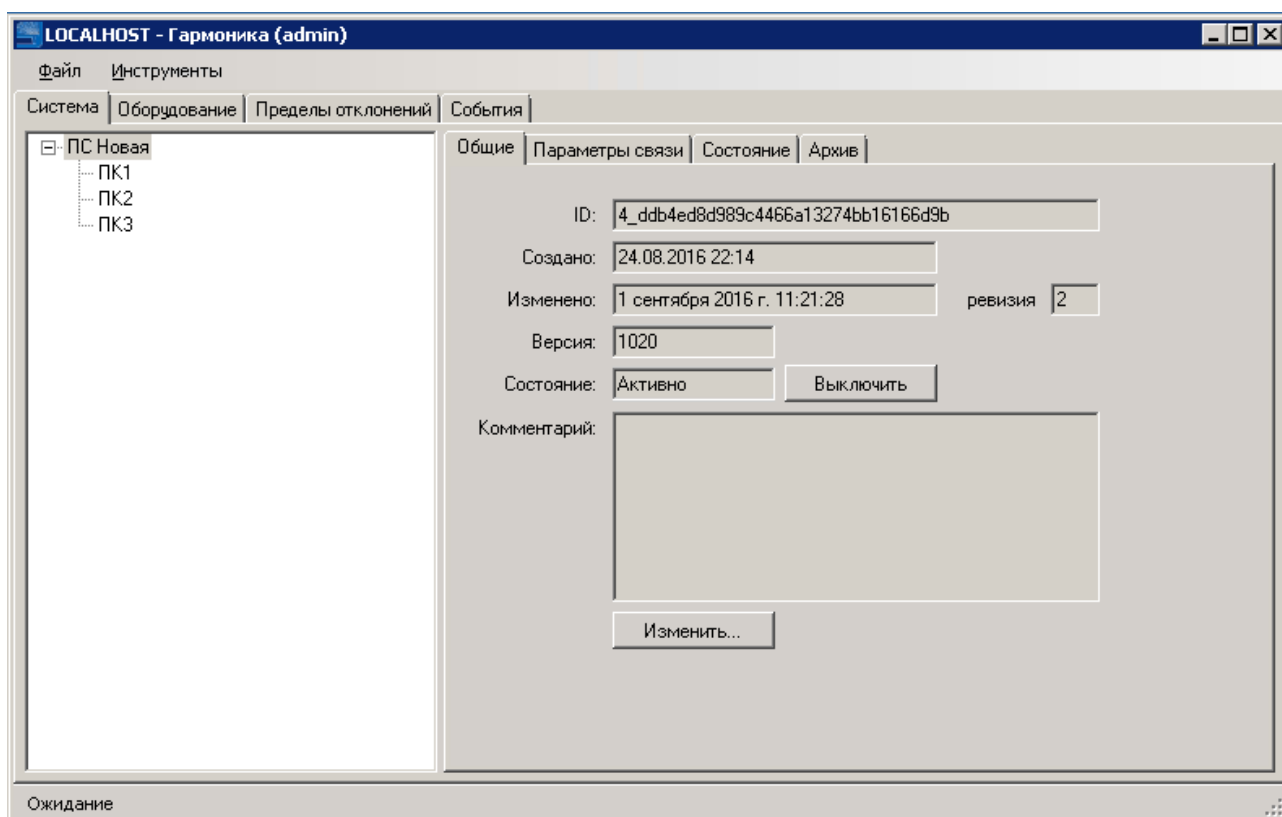 LOCALHOST - Гармоника (admin)
Файл Инструменты
Система Оборудование Пределы отклонений События
ПС Новая
ПК1
ПК2
ПК3
Общие Параметры связи Состояние Архив
ID: 4_ddb4ed8d989c4466a13274bb16166d9b
Создано: 24.08.2016 22:14
Изменено: 1 сентября 2016 г. 11:21:28 ревизия 2
Версия: 1020
Состояние: Активно Выключить
Комментарий:
Изменить...
Ожидание